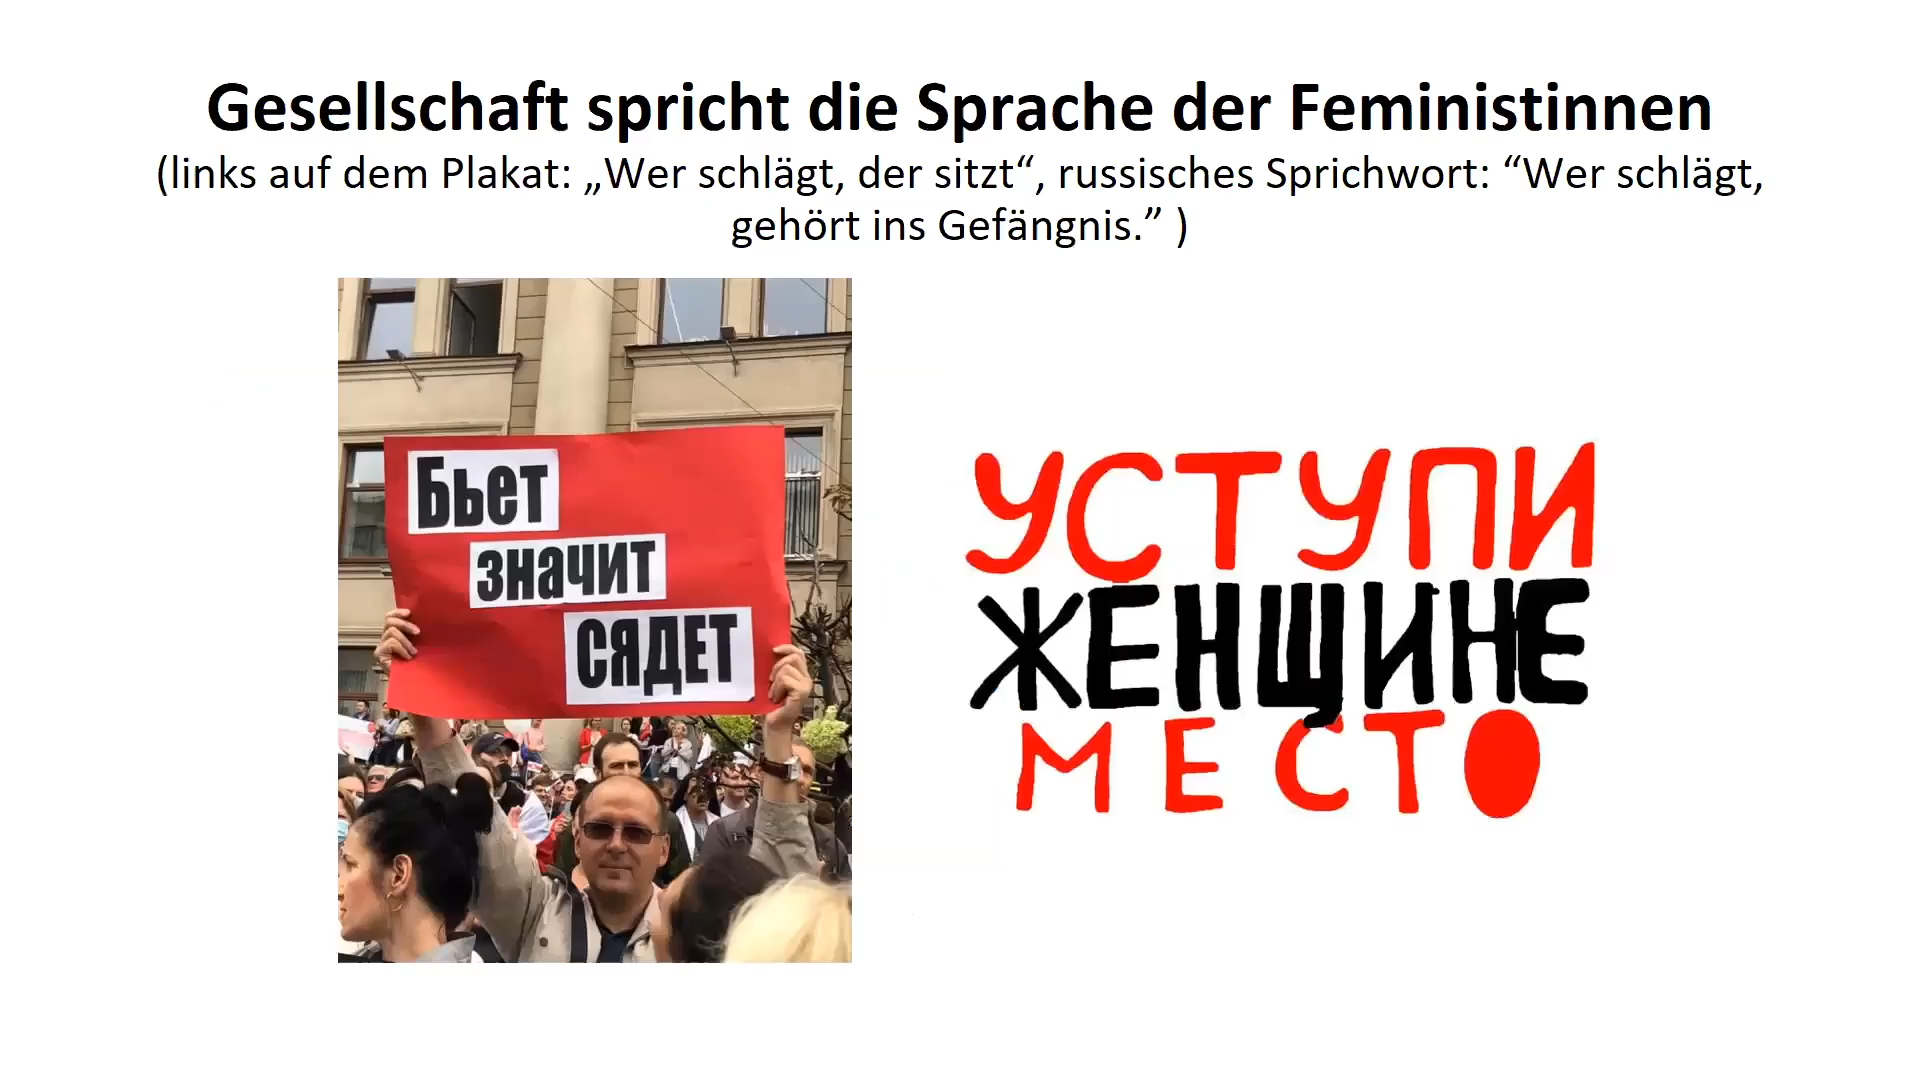 Gesellschaft spricht die Sprache der Feministinnen
(links auf dem Plakat: „Wer schlägt, der sitzt“, russisches Sprichwort: “Wer schlägt,
gehört ins Gefängnis.” )
Бьет
значит
СЯДЕТ
УСТУПИ
ЖЕНЩИНЕ
МЕСТО